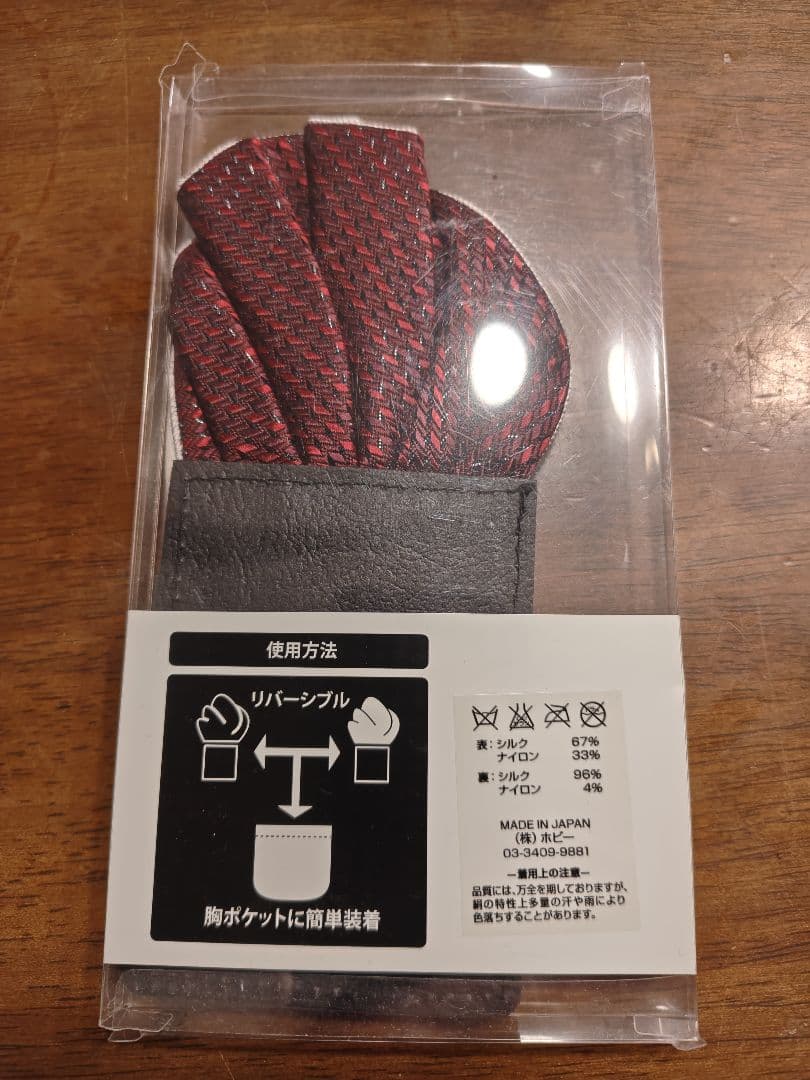 使用方法
リバーシブル
胸ポケットに簡単装着
表:シルク 67%
ナイロン 33%
裏:シルク 96%
ナイロン 4%
MADE IN JAPAN
(株)ホビー
03-3409-9881
―着用上の注意―
品質には、万全を期しておりますが、
絹の特性上多量の汗や雨により
色落ちすることがあります。